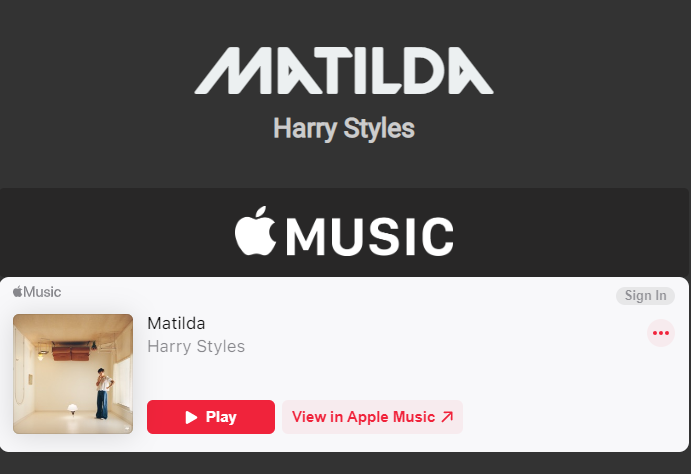 MATILDA
Harry Styles
MUSIC
Music
Sign In
Matilda
Harry Styles
Play
View in Apple Music